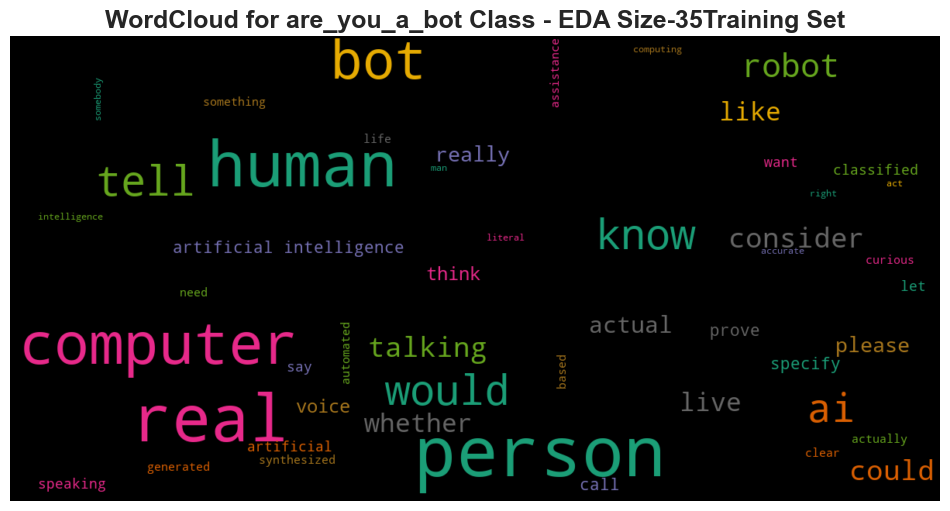 WordCloud for are_you_a_bot Class - EDA Size-35Training Set
bot
assistance
computing
robot
somebody
something
like
life
human
tell
really
man
want
classified
act
right
intelligence
artificial intelligence
literal
know
consider
accurate
curious
think
need
let
computer
say
automated
talking
actual
prove
please
based
specify
would
real
voice
whether
live
ai
artificial
synthesized
generated
person
actually
clear
could
speaking
call